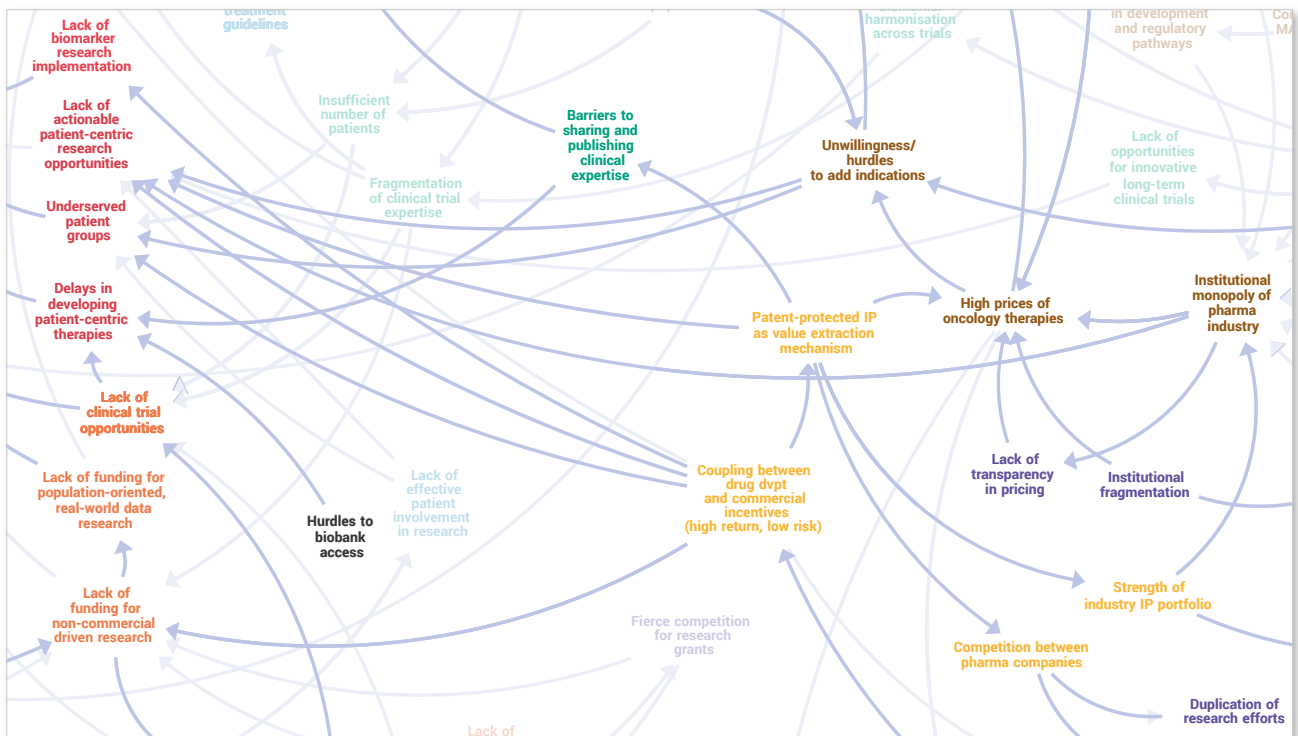 Lack of
biomarker
research
implementation
treatment
guidelines
harmonisation
across trials
in development
and regulatory
pathways
Lack of
actionable
patient-centric
research
opportunities
Insufficient
number of
patients
Barriers to
sharing and
publishing
clinical
expertise
Unwillingness/
hurdles
to add indications
Lack of
opportunities
for innovative
long-term
clinical trials
Fragmentation
of clinical trial
expertise
Underserved
patient
groups
Delays in
developing
patient-centric
therapies
Patent-protected IP
as value extraction
mechanism
High prices of
oncology therapies
Institutional
monopoly of
pharma
industry
Lack of
clinical trial
opportunities
Lack of funding for
population-oriented,
real-world data
research
Hurdles to
biobank
access
Lack of
effective
patient
involvement
in research
Coupling between
drug dvpt
and commercial
incentives
(high return, low risk)
Lack of
transparency
in pricing
Institutional
fragmentation
Lack of
funding for
non-commercial
driven research
Fierce competition
for research
grants
Strength of
industry IP portfolio
Competition between
pharma companies
Duplication of
research efforts
Lack of